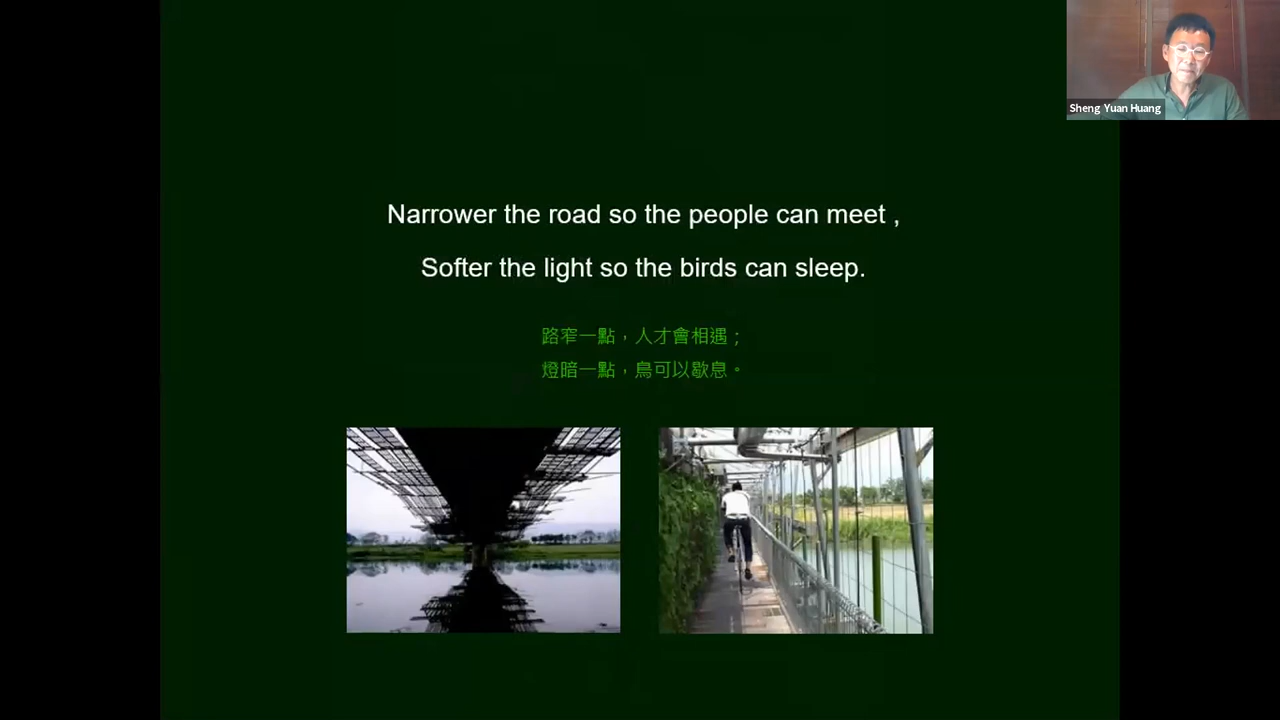 Sheng Yuan Huang
Narrower the road so the people can meet ,
Softer the light so the birds can sleep.
路窄一點，人才會相遇；
燈暗一點，鳥可以歇息。